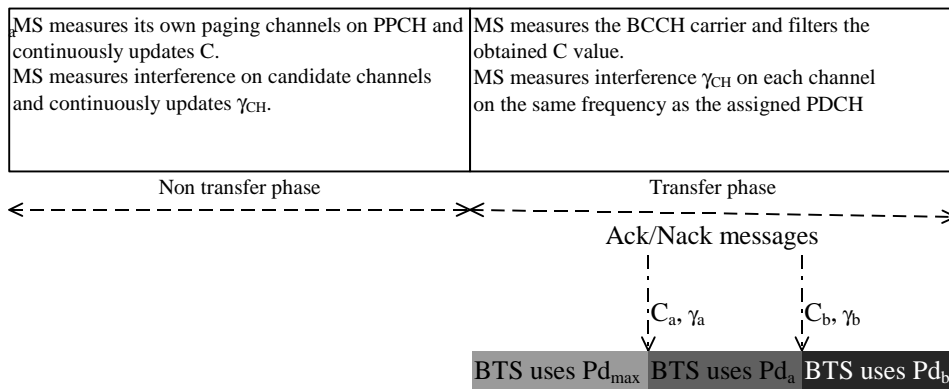 a
MS measures its own paging channels on PPCH and
continuously updates C.
MS measures interference on candidate channels
and continuously updates γCH.
MS measures the BCCH carrier and filters the
obtained C value.
MS measures interference γCH on each channel
on the same frequency as the assigned PDCH
Non transfer phase
Transfer phase
Ack/Nack messages
Ca, γa
Cb, γb
BTS uses Pdmax
BTS uses Pda
BTS uses Pdb